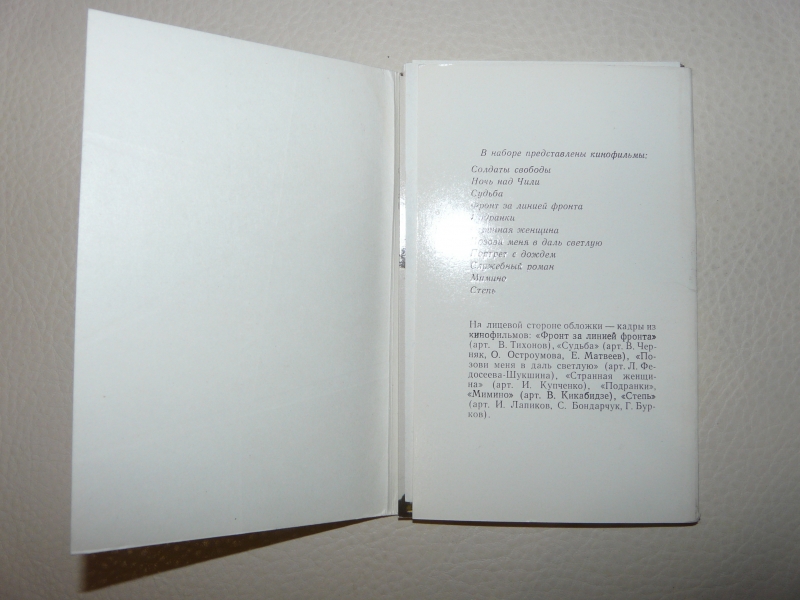 В наборе представлены кинофильмы:
Солдаты свободы
Ночь над Чили
Судьба
Фронт за линией фронта
Подранки
Странная женщина
Позови меня в даль светлую
Портрет с дождем
Служебный роман
Мимино
Степь
На лицевой стороне обложки — кадры из
кинофильмов: «Фронт за линией фронта»
(арт. В. Тихонов), «Судьба» (арт. В. Чер-
няк, О. Остроумова, Е. Матвеев), «По-
зови меня в даль светлую» (арт. Л. Фе-
досеева-Шукшина), «Странная женщи-
на» (арт. И. Купченко), «Подранки»,
«Мимино» (арт. В. Кикабидзе), «Степь»
(арт. И. Лапиков, С. Бондарчук, Г. Бур-
ков).